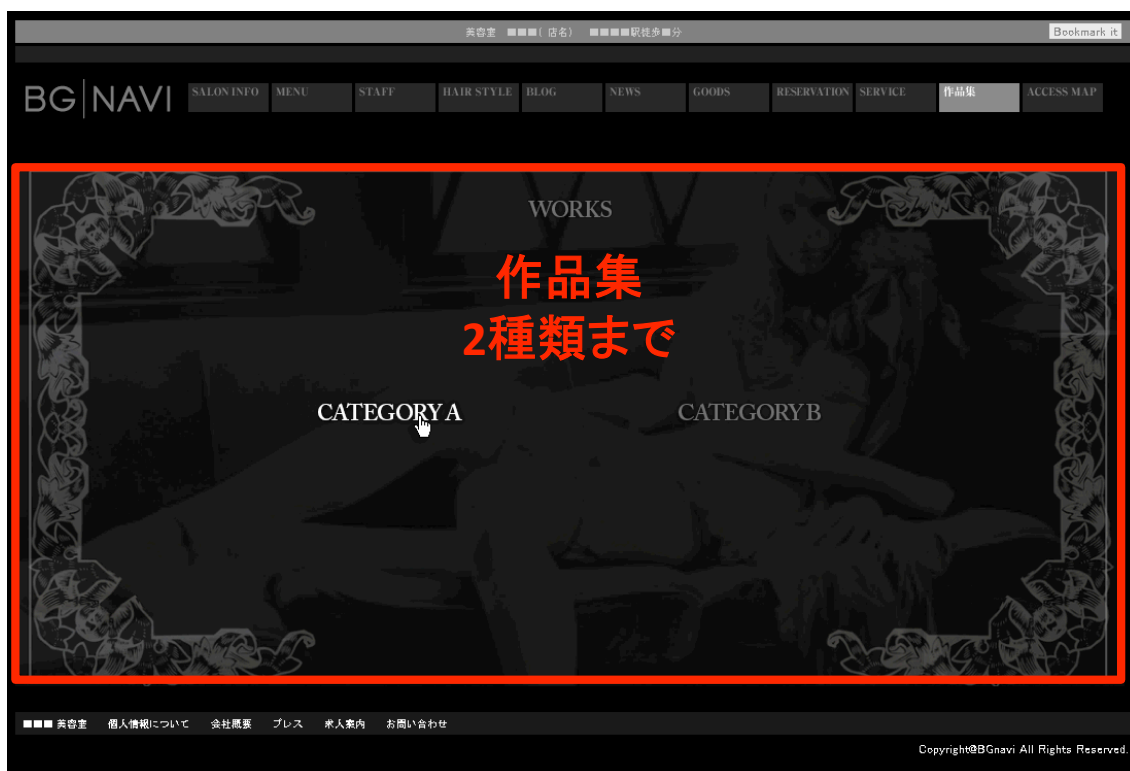 美容室 ■■■(店名) ■■■■駅徒歩■分
Bookmark it
BG|NAVI
SALON INFO MENU STAFF HAIR STYLE BLOG NEWS GOODS RESERVATION SERVICE 作品集 ACCESS MAP
WORKS
作品集
2種類まで
CATEGORY A CATEGORY B
■■■ 美容室 個人情報について 会社概要 プレス 求人案内 お問い合わせ
Copyright@BGnavi All Rights Reserved.